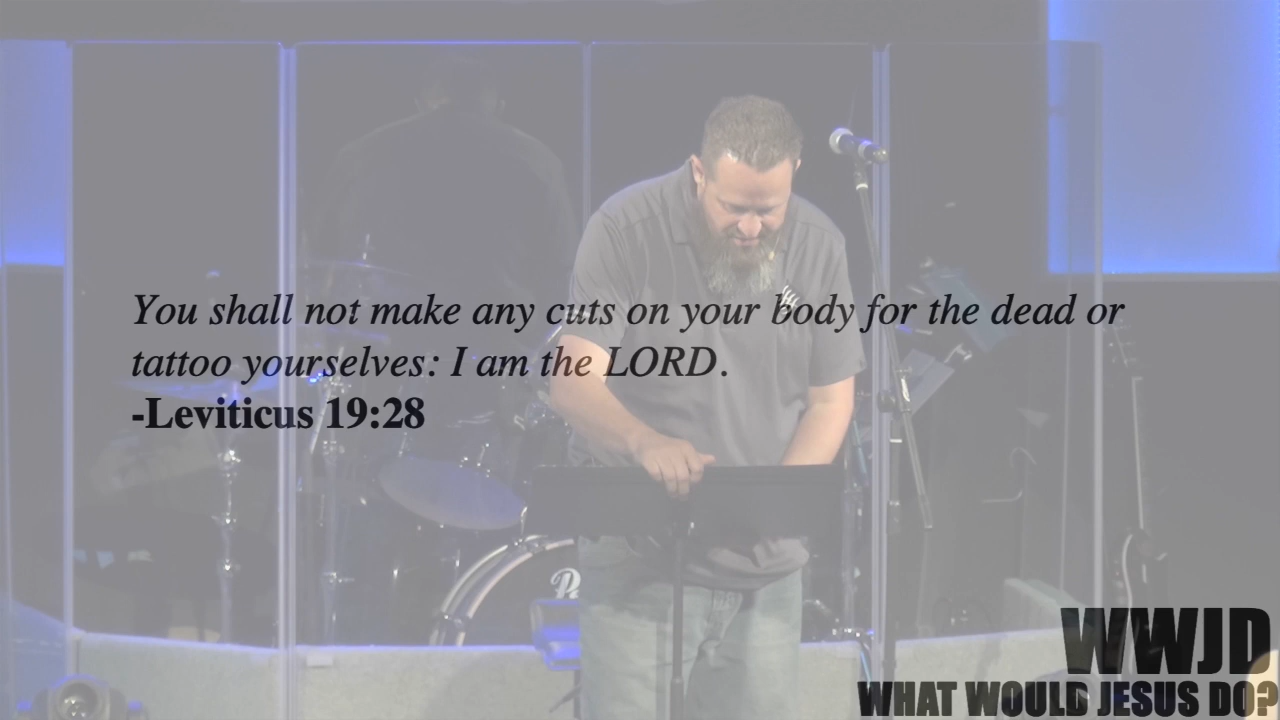 You shall not make any cuts on your body for the dead or
tattoo yourselves: I am the LORD.
-Leviticus 19:28
WWJD
WHAT WOULD JESUS DO?